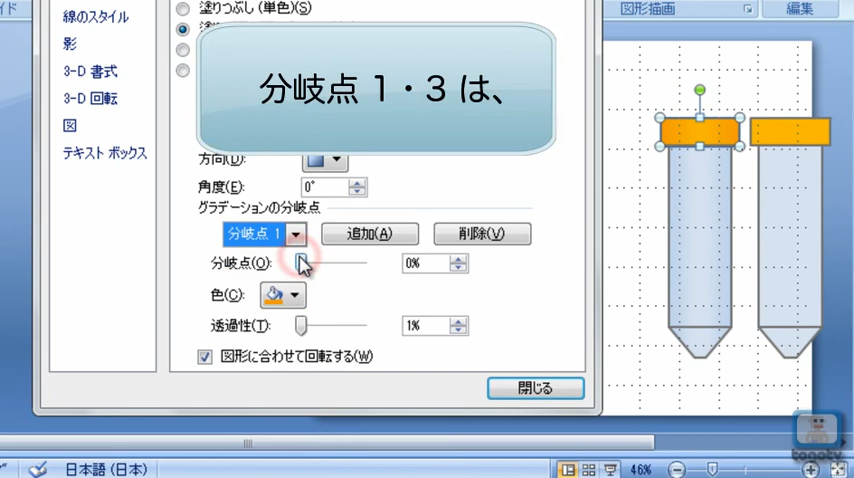 線のスタイル
影
3-D 書式
3-D 回転
図
テキスト ボックス
塗りつぶし (単色)(S)
分岐点 1・3 は、
方向(D):
角度(E):
0°
グラデーションの分岐点
分岐点 1
追加(A)
削除(V)
分岐点(O):
0%
色(C):
透過性(T):
1%
図形に合わせて回転する(W)
閉じる
図形描画
編集
日本語 (日本)
46%
togotv